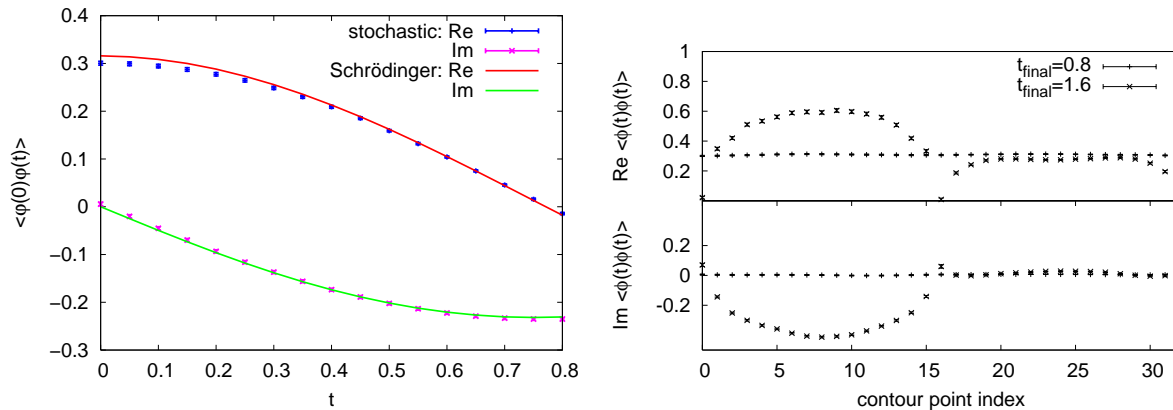 0.4
0.3
0.2
0.1
0
−0.1
−0.2
−0.3
0 0.1 0.2 0.3 0.4 0.5 0.6 0.7 0.8
t
<φ(0)φ(t)>
stochastic: Re
Im
Schrödinger: Re
Im
1
0.8
0.6
0.4
0.2
Re <ϕ(t)ϕ(t)>
t_final=0.8
t_final=1.6
0.2
0
-0.2
Im <ϕ(t)ϕ(t)>
0 5 10 15 20 25 30
contour point index